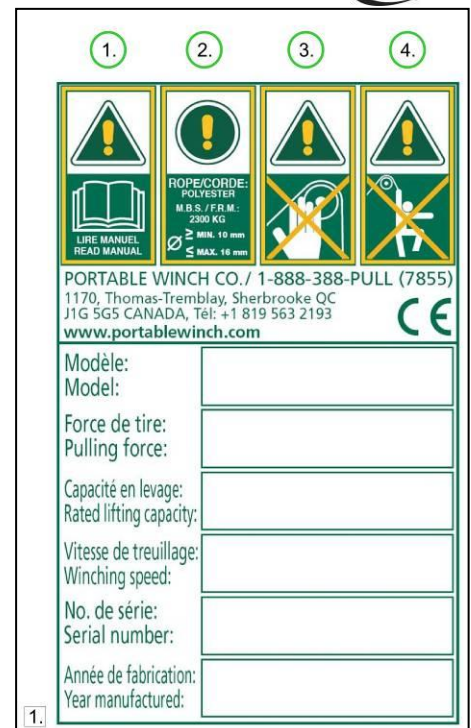 1. 2. 3. 4.
LIRE MANUEL
READ MANUAL
ROPE/CORDE:
POLYESTER
M.B.S. / F.R.M.:
2300 KG
Ø ≥ MIN. 10 mm
≤ MAX. 16 mm
PORTABLE WINCH CO./ 1-888-388-PULL (7855)
1170, Thomas-Tremblay, Sherbrooke QC
J1G 5G5 CANADA, Tél: +1 819 563 2193
www.portablewinch.com
CE
Modèle:
Model:
Force de tire:
Pulling force:
Capacité en levage:
Rated lifting capacity:
Vitesse de treuillage:
Winching speed:
No. de série:
Serial number:
Année de fabrication:
Year manufactured:
1.